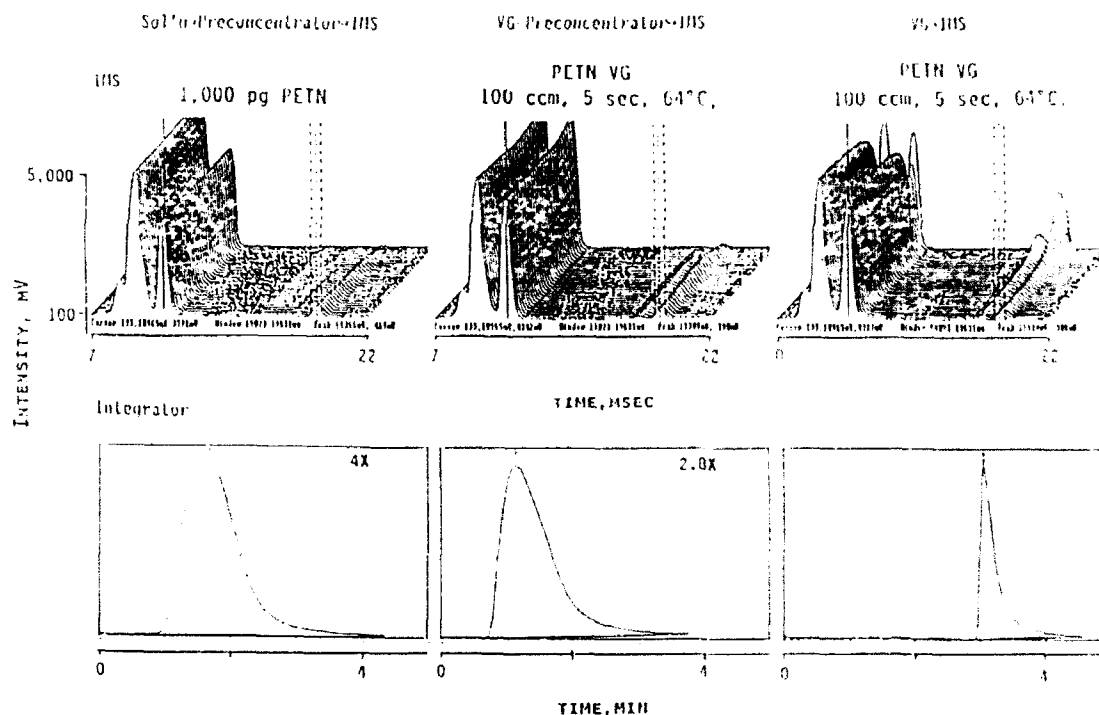 Sol'n+Preconcentrator+IMS
VG-Preconcentrator+IMS
VG-IMS
IMS
1,000 pg PETN
PETN VG
100 ccm, 5 sec, 64°C,
PETN VG
100 ccm, 5 sec, 64°C,
INTENSITY, MV
5,000
100
7
22
7
22
0
22
TIME, MSEC
Integrator
4X
2.0X
0
4
0
4
4
TIME, MIN